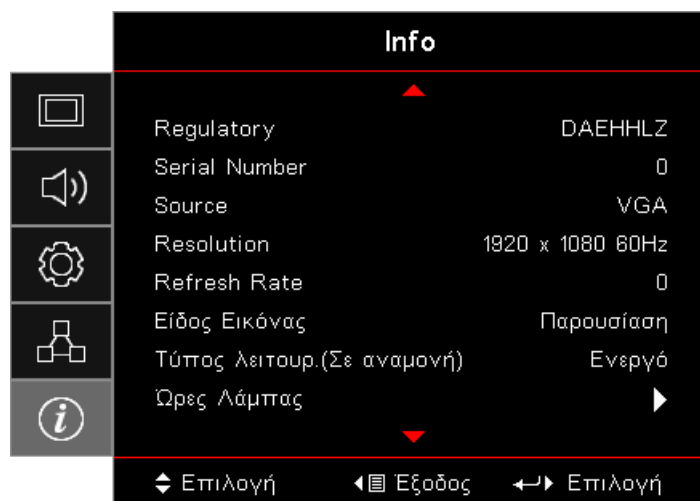 Info
Regulatory DAEHHLZ
Serial Number 0
Source VGA
Resolution 1920 x 1080 60Hz
Refresh Rate 0
Είδος Εικόνας Παρουσίαση
Τύπος λειτουρ.(Σε αναμονή) Ενεργό
Ώρες Λάμπας
Επιλογή Έξοδος Επιλογή